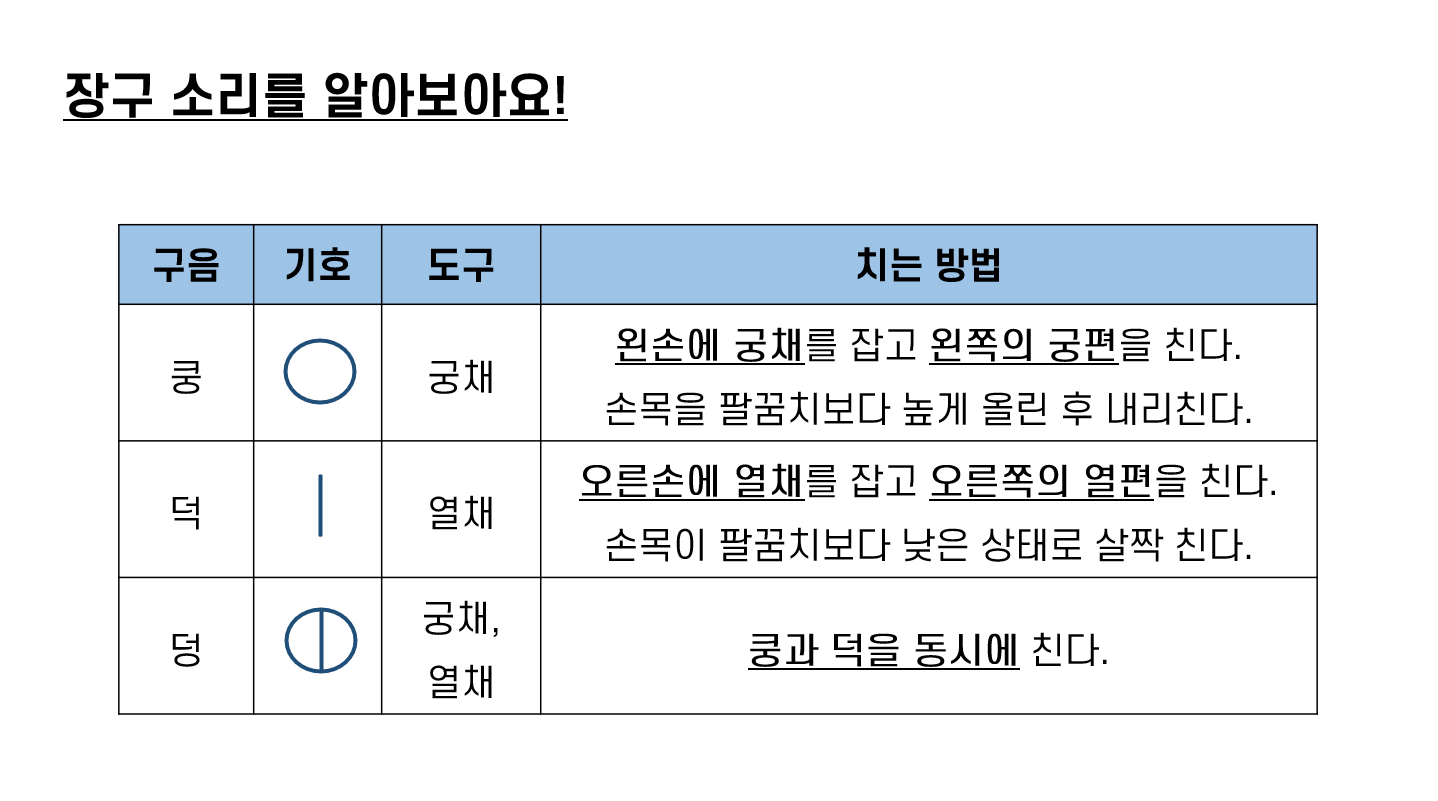 장구 소리를 알아보아요!
구음 기호 도구 치는 방법
쿵 궁채 왼손에 궁채를 잡고 왼쪽의 궁편을 친다.
손목을 팔꿈치보다 높게 올린 후 내리친다.
덕 열채 오른손에 열채를 잡고 오른쪽의 열편을 친다.
손목이 팔꿈치보다 낮은 상태로 살짝 친다.
덩 궁채,
열채
쿵과 덕을 동시에 친다.